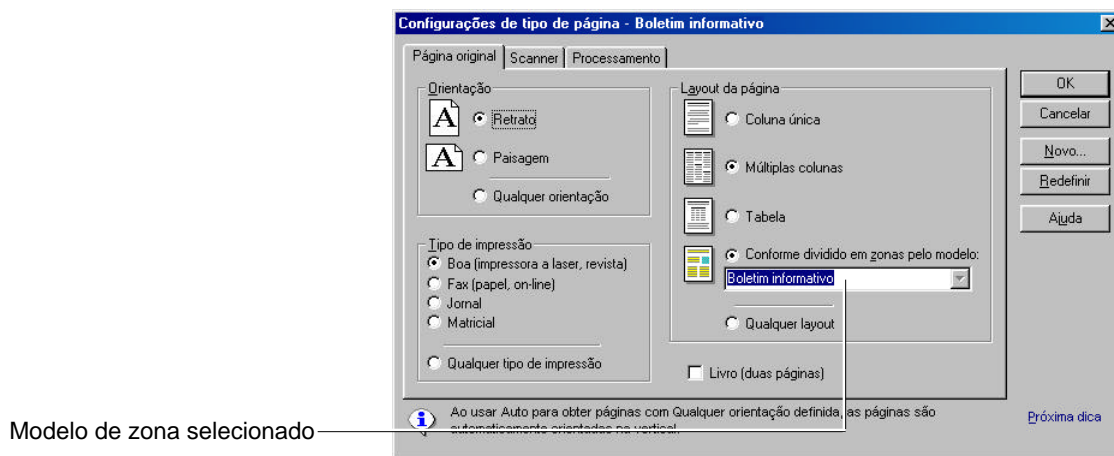 Configurações de tipo de página - Boletim informativo
Página original
Scanner
Processamento
Orientação
A
Retrato
A
Paisagem
Qualquer orientação
Tipo de impressão
Boa (impressora a laser, revista)
Fax (papel, on-line)
Jornal
Matricial
Qualquer tipo de impressão
Layout da página
Coluna única
Múltiplas colunas
Tabela
Conforme dividido em zonas pelo modelo:
Boletim informativo
Qualquer layout
Livro (duas páginas)
OK
Cancelar
Novo...
Redefinir
Ajuda
Ao usar Auto para obter páginas com Qualquer orientação definida, as páginas são
automaticamente orientadas na vertical.
Próxima dica
Modelo de zona selecionado